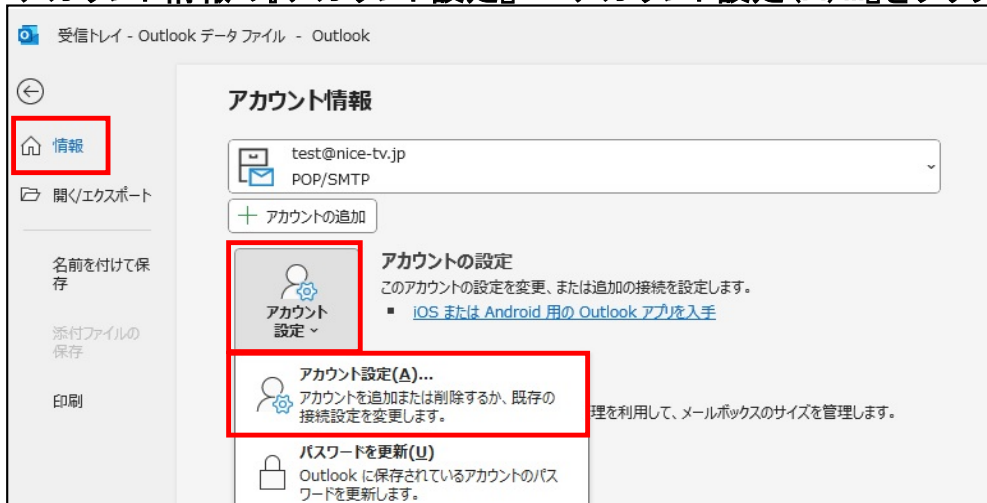 受信トレイ - Outlook データ ファイル - Outlook
アカウント情報
情報
test@nice-tv.jp
POP/SMTP
開く/エクスポート
アカウントの追加
名前を付けて保
存
アカウントの設定
このアカウントの設定を変更、または追加の接続を設定します。
アカウント
設定
iOS または Android 用の Outlook アプリを入手
添付ファイルの
保存
アカウント設定(A)...
アカウントを追加または削除するか、既存の
接続設定を変更します。
印刷
理を利用して、メールボックスのサイズを管理します。
パスワードを更新(U)
Outlook に保存されているアカウントのパス
ワードを更新します。